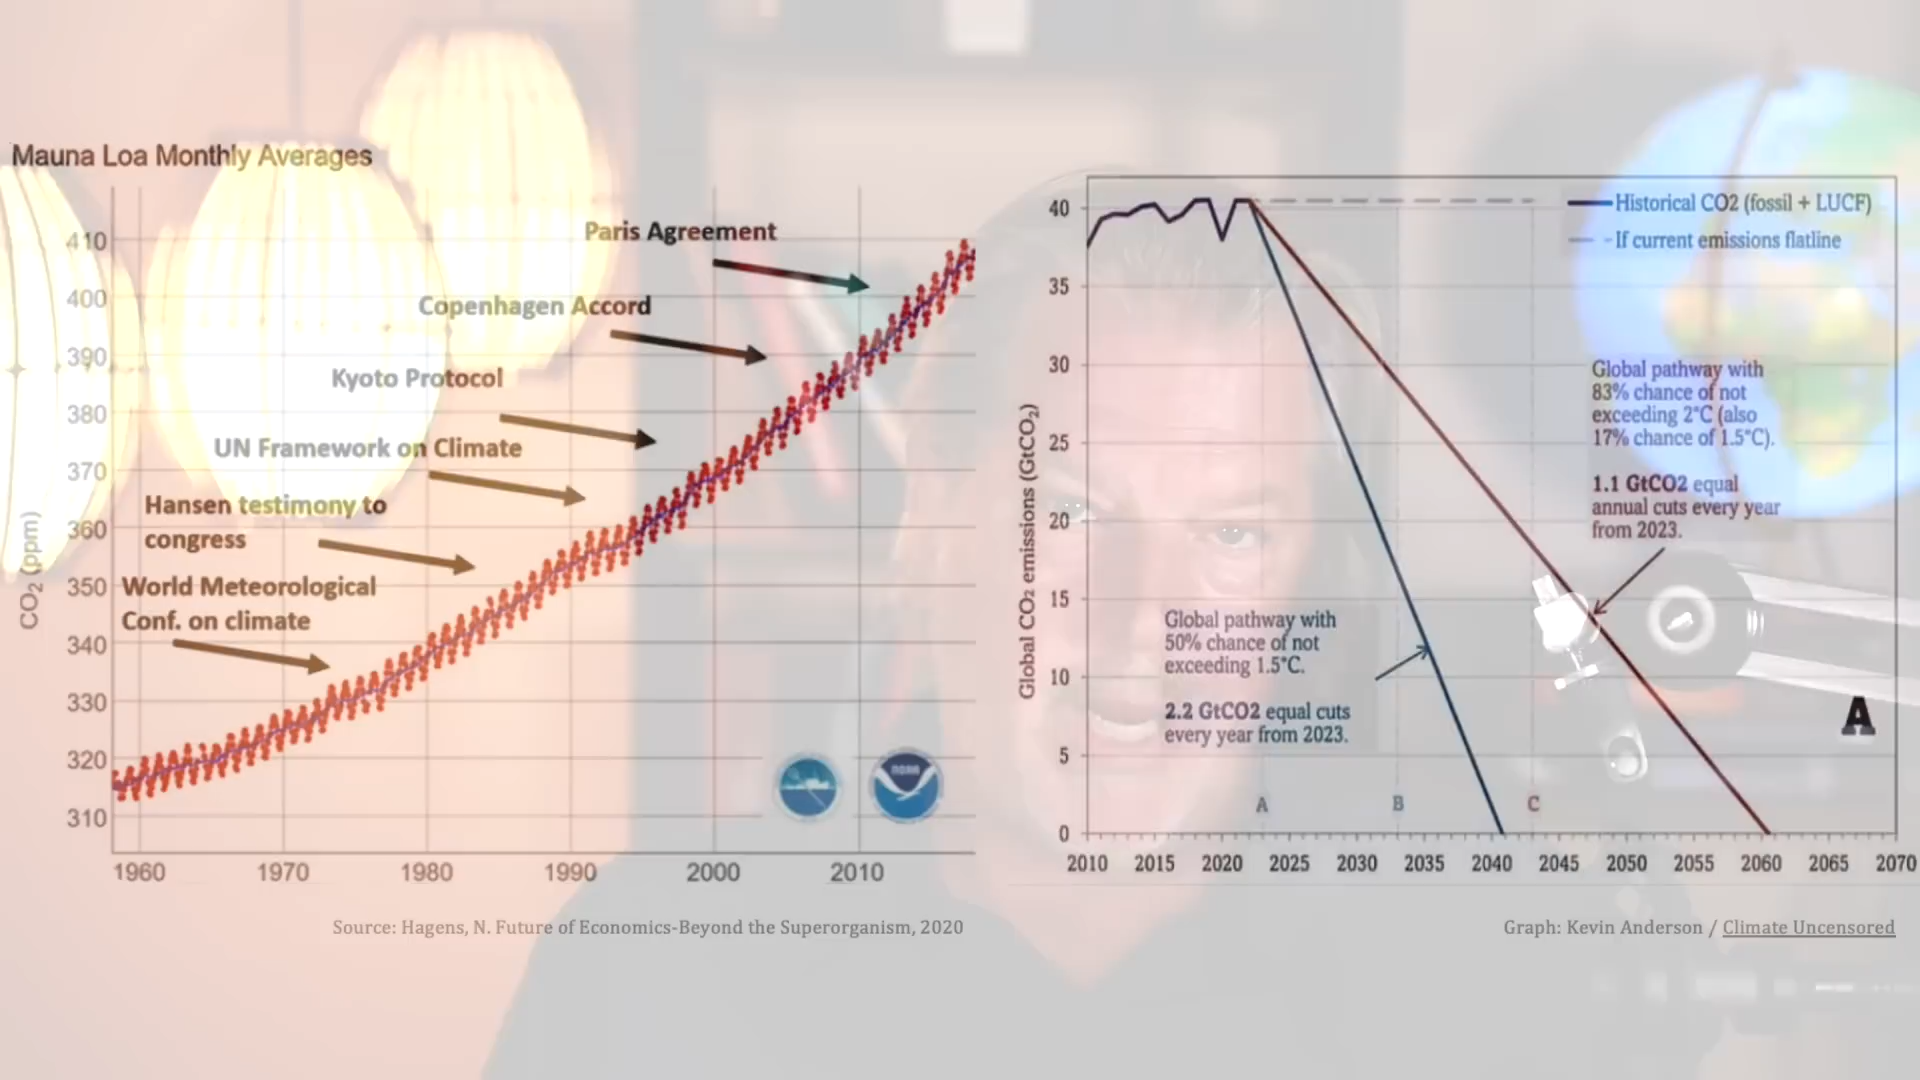 Mauna Loa Monthly Averages
CO2 (ppm)
410
400
390
380
370
360
350
340
330
320
310
1960 1970 1980 1990 2000 2010
Paris Agreement
Copenhagen Accord
Kyoto Protocol
UN Framework on Climate
Hansen testimony to
congress
World Meteorological
Conf. on climate
NOAA
Source: Hagens, N. Future of Economics-Beyond the Superorganism, 2020
Global CO₂ emissions (GtCO₂)
40
35
30
25
20
15
10
5
0
2010 2015 2020 2025 2030 2035 2040 2045 2050 2055 2060 2065 2070
Historical CO2 (fossil + LUCF)
If current emissions flatline
Global pathway with
83% chance of not
exceeding 2°C (also
17% chance of 1.5°C).
1.1 GtCO2 equal
annual cuts every year
from 2023.
Global pathway with
50% chance of not
exceeding 1.5°C.
2.2 GtCO2 equal cuts
every year from 2023.
A B C
A
Graph: Kevin Anderson / Climate Uncensored